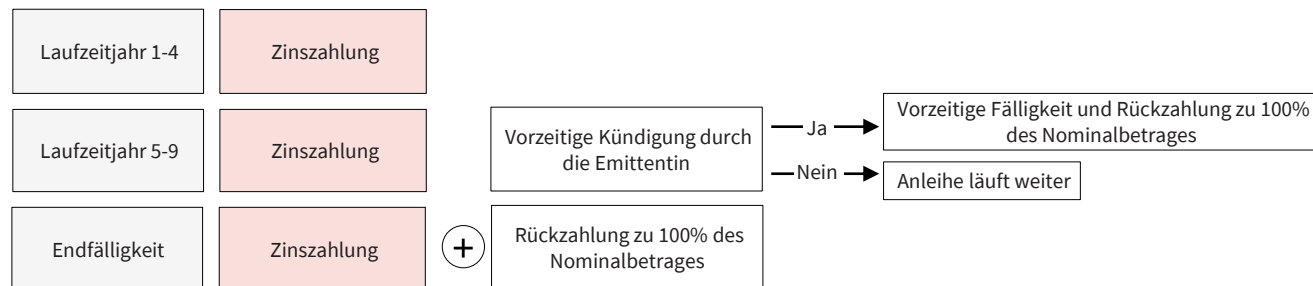 Laufzeitjahr 1-4
Zinszahlung
Laufzeitjahr 5-9
Zinszahlung
Vorzeitige Kündigung durch
die Emittentin
Ja
Vorzeitige Fälligkeit und Rückzahlung zu 100%
des Nominalbetrages
Nein
Anleihe läuft weiter
Endfälligkeit
Zinszahlung
+
Rückzahlung zu 100% des
Nominalbetrages